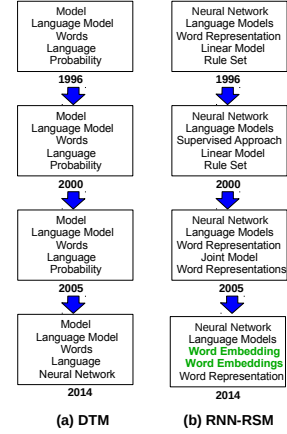 Model
Language Model
Words
Language
Probability
1996
Model
Language Model
Words
Language
Probability
2000
Model
Language Model
Words
Language
Probability
2005
Model
Language Model
Words
Language
Neural Network
2014
(a) DTM
Neural Network
Language Models
Word Representation
Linear Model
Rule Set
1996
Neural Network
Language Models
Supervised Approach
Linear Model
Rule Set
2000
Neural Network
Language Models
Word Representation
Joint Model
Word Representations
2005
Neural Network
Language Models
Word Embedding
Word Embeddings
Word Representation
2014
(b) RNN-RSM